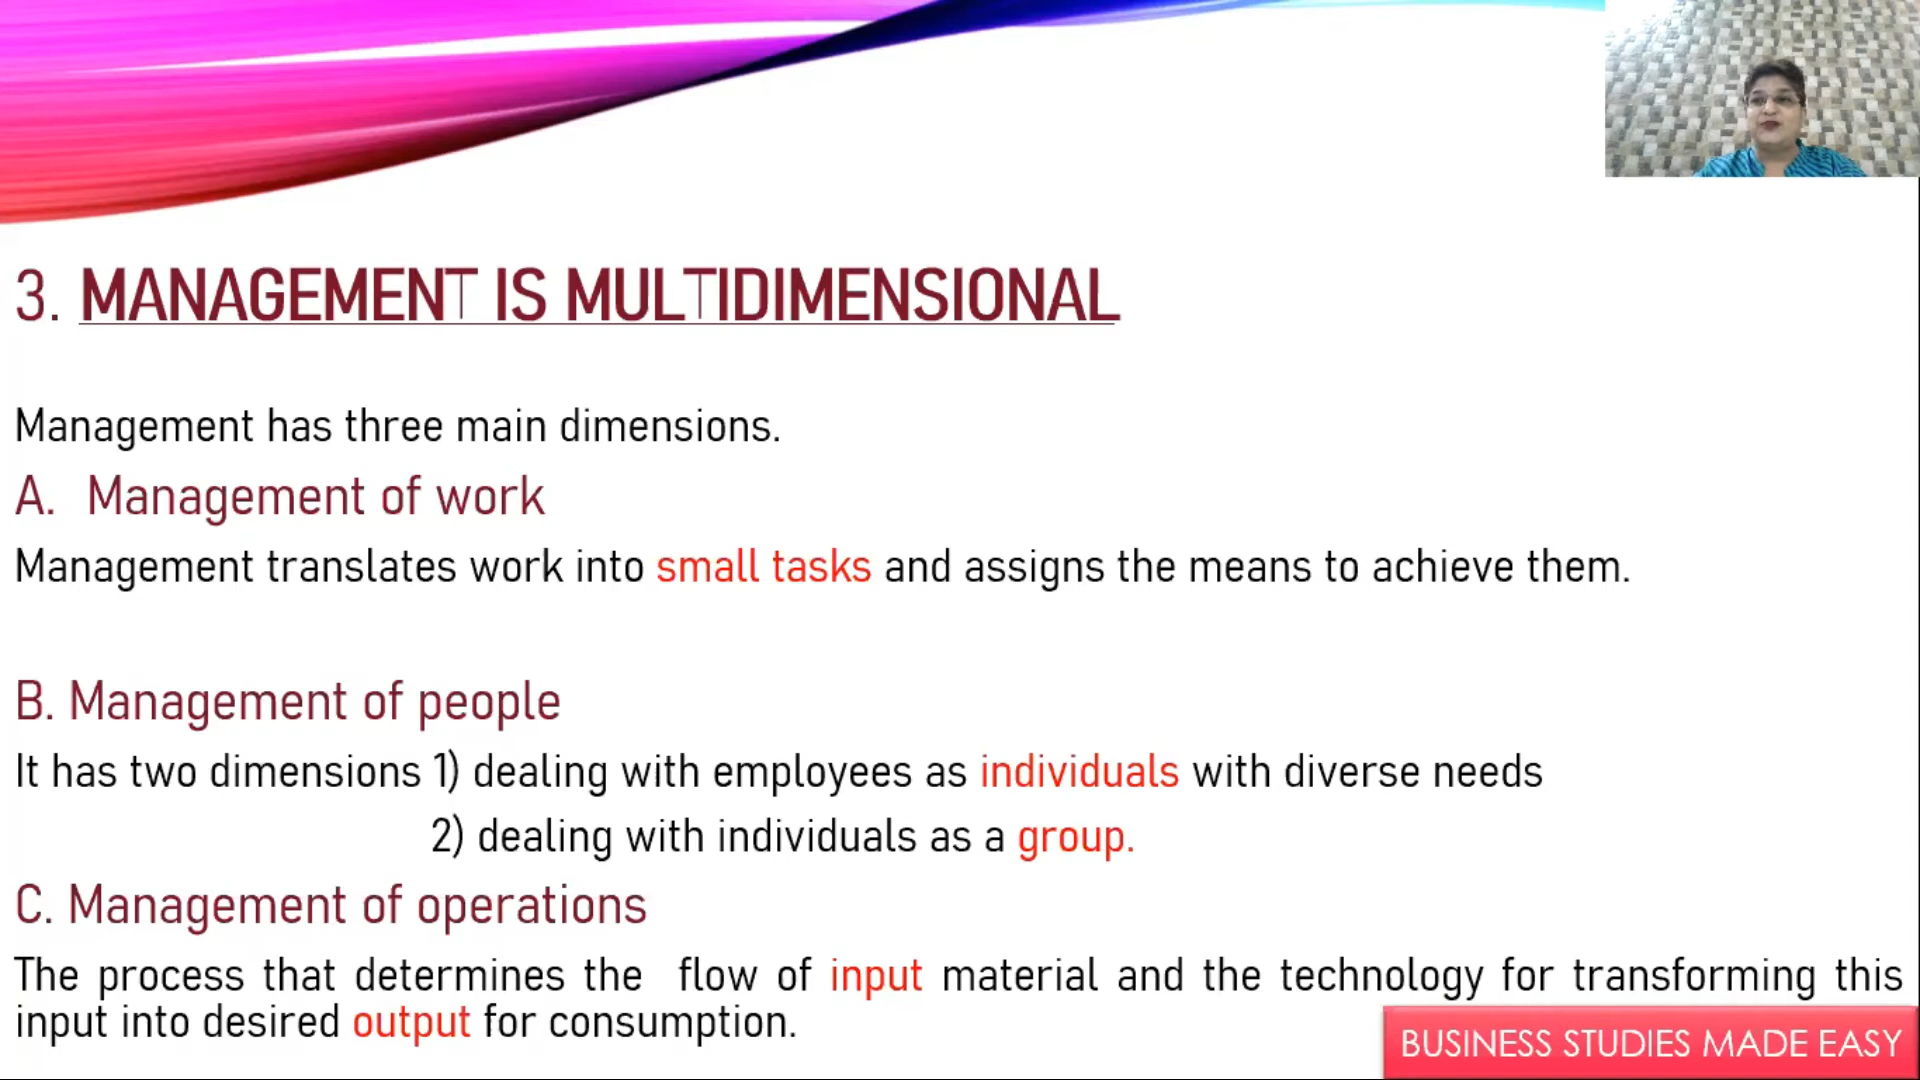 3. MANAGEMENT IS MULTIDIMENSIONAL
Management has three main dimensions.
A. Management of work
Management translates work into small tasks and assigns the means to achieve them.
B. Management of people
It has two dimensions 1) dealing with employees as individuals with diverse needs
2) dealing with individuals as a group.
C. Management of operations
The process that determines the flow of input material and the technology for transforming this
input into desired output for consumption.
BUSINESS STUDIES MADE EASY